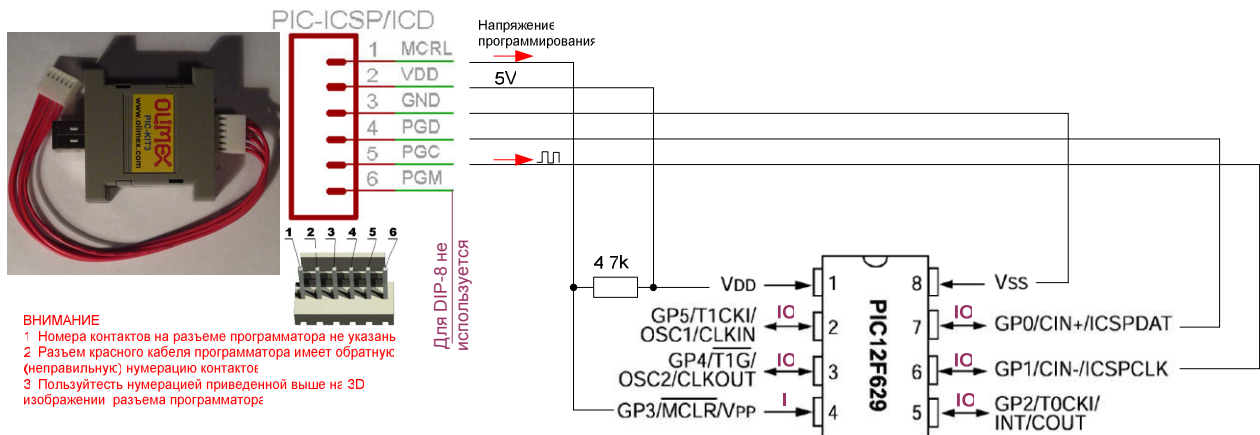 PIC-ICSP/ICD
1 MCRL
2 VDD
3 GND
4 PGD
5 PGC
6 PGM
Напряжение
программирования
5V
OLIMEX
PIC-KIT3
www.olimex.com
1 2 3 4 5 6
Для DIP-8 не
используется
ВНИМАНИЕ
1 Номера контактов на разъеме программатора не указаны
2 Разъем красного кабеля программатора имеет обратную
(неправильную) нумерацию контактов
3 Пользуйтесть нумерацией приведенной выше на 3D
изображении разъема программатора
4 7k
PIC12F629
VDD 1
GP5/T1CKI/
OSC1/CLKIN
IO 2
GP4/T1G/
OSC2/CLKOUT
IO 3
GP3/MCLR/VPP I 4
8 VSS
7 IO GP0/CIN+/ICSPDAT
6 IO GP1/CIN-/ICSPCLK
5 IO GP2/T0CKI/
INT/COUT